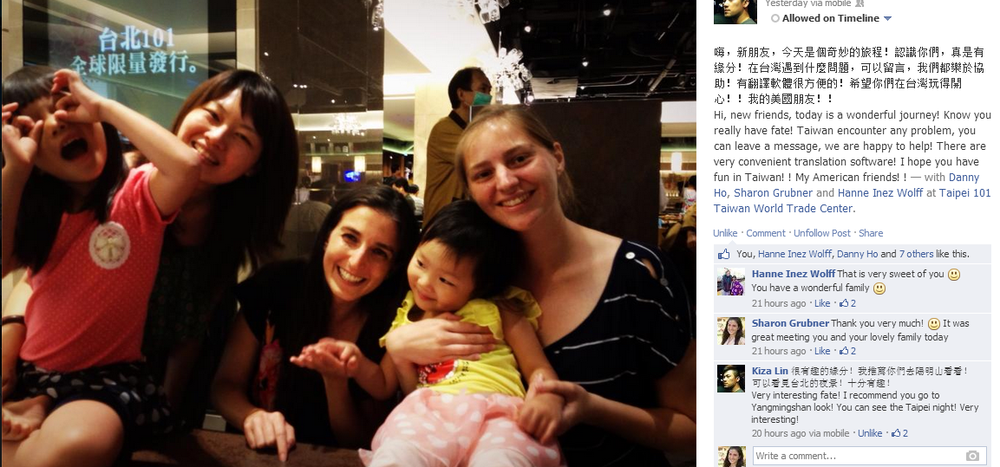 台北101
全球限量發行。
Yesterday via mobile
Allowed on Timeline
嗨，新朋友，今天是個奇妙的旅程！認識你們，真是有
緣分！在台灣遇到什麼問題，可以留言，我們都樂於協
助！有翻譯軟體很方便的！希望你們在台灣玩得開
心！！我的美國朋友！！
Hi, new friends, today is a wonderful journey! Know you
really have fate! Taiwan encounter any problem, you
can leave a message, we are happy to help! There are
very convenient translation software! I hope you have
fun in Taiwan! ! My American friends! ! — with Danny
Ho, Sharon Grubner and Hanne Inez Wolff at Taipei 101
Taiwan World Trade Center.
Unlike · Comment · Unfollow Post · Share
You, Hanne Inez Wolff, Danny Ho and 7 others like this.
Hanne Inez Wolff That is very sweet of you
You have a wonderful family
21 hours ago · Like · 2
Sharon Grubner Thank you very much! It was
great meeting you and your lovely family today
21 hours ago · Like · 2
Kiza Lin 很有趣的緣分！我推薦你們去陽明山看看！
可以看見台北的夜景！十分有趣！
Very interesting fate! I recommend you go to
Yangmingshan look! You can see the Taipei night! Very
interesting!
20 hours ago via mobile · Unlike · 2
Write a comment...